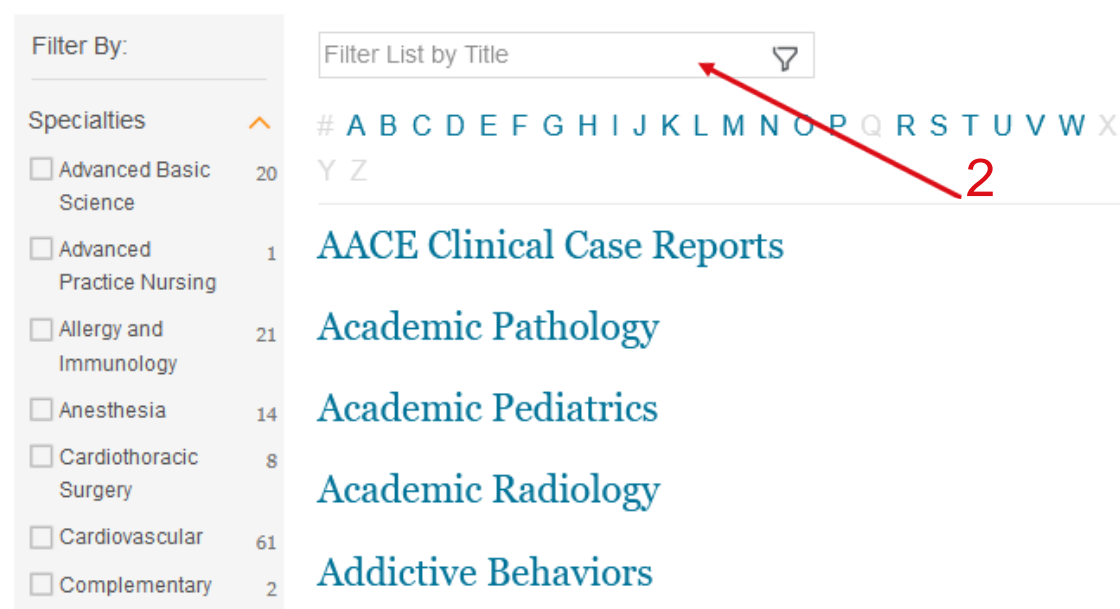 Filter By:
Specialties
Advanced Basic 20
Science
Advanced 1
Practice Nursing
Allergy and 21
Immunology
Anesthesia 14
Cardiothoracic 8
Surgery
Cardiovascular 61
Complementary 2
Filter List by Title
# A B C D E F G H I J K L M N O P Q R S T U V W X
Y Z
2
AACE Clinical Case Reports
Academic Pathology
Academic Pediatrics
Academic Radiology
Addictive Behaviors